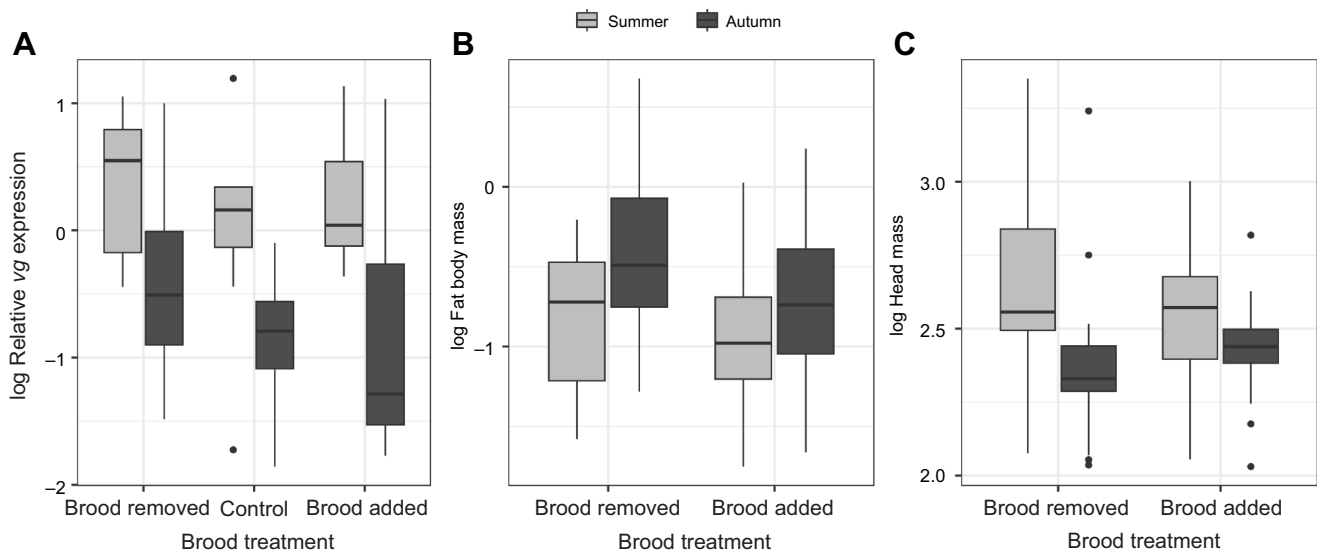 Summer Autumn
A
log Relative vg expression
1
0
–1
–2
Brood removed Control Brood added
Brood treatment
B
log Fat body mass
0
–1
Brood removed Brood added
Brood treatment
C
log Head mass
3.0
2.5
2.0
Brood removed Brood added
Brood treatment